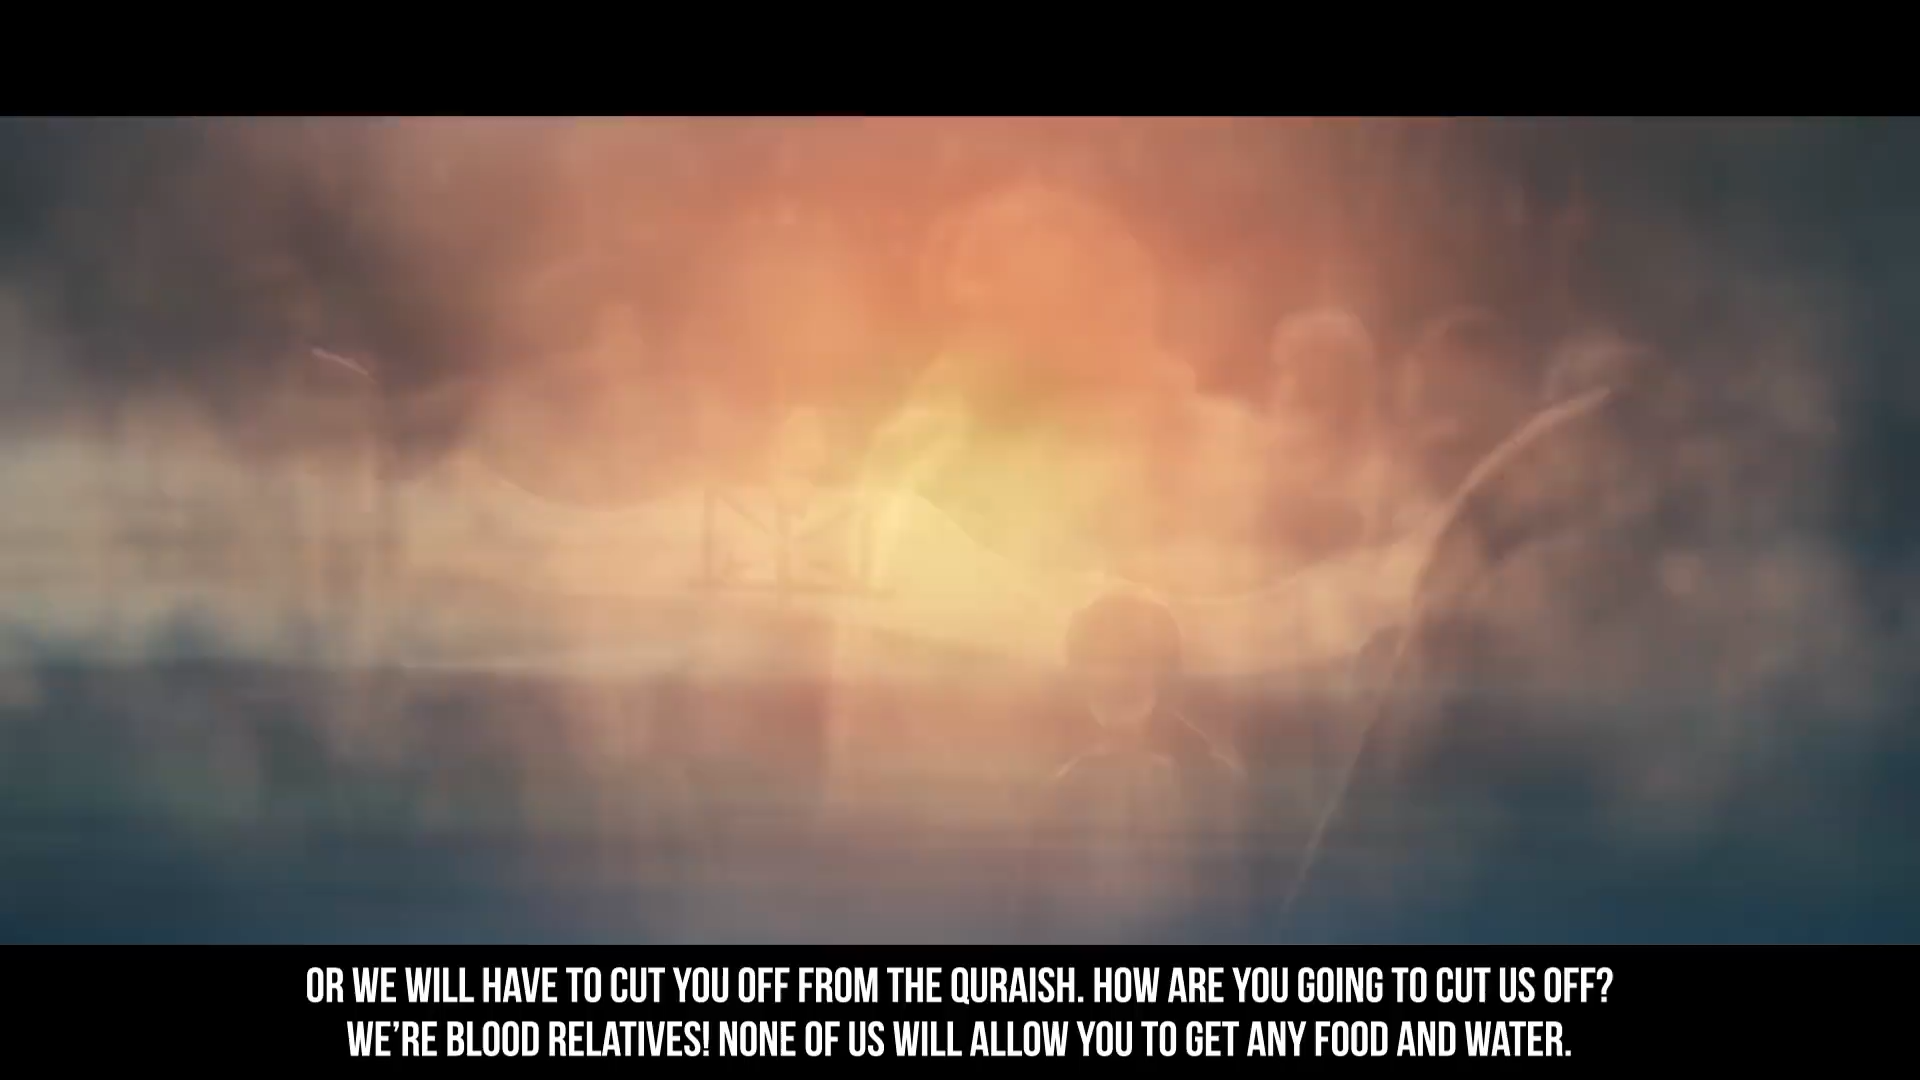 OR WE WILL HAVE TO CUT YOU OFF FROM THE QURAISH. HOW ARE YOU GOING TO CUT US OFF?
WE’RE BLOOD RELATIVES! NONE OF US WILL ALLOW YOU TO GET ANY FOOD AND WATER.